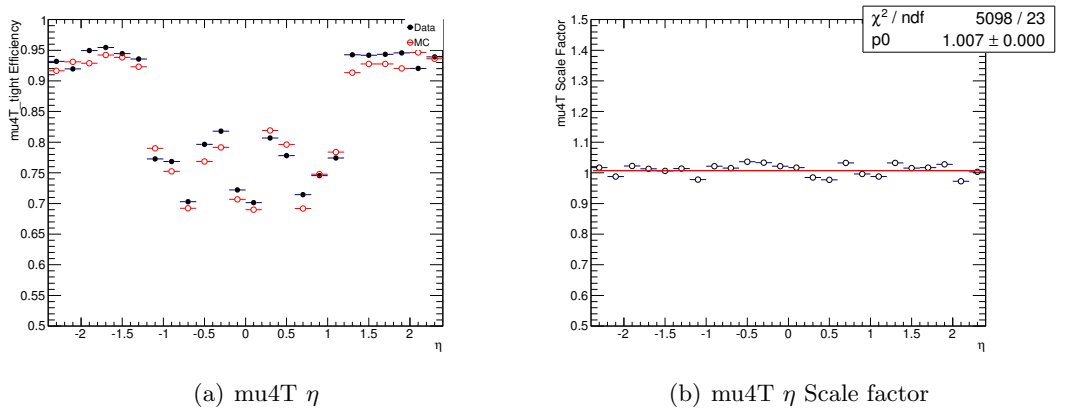 mu4T_tight Efficiency
Data
MC
1
0.95
0.9
0.85
0.8
0.75
0.7
0.65
0.6
0.55
0.5
-2 -1.5 -1 -0.5 0 0.5 1 1.5 2
η
(a) mu4T η
mu4T Scale Factor
χ² / ndf 5098 / 23
p0 1.007 ± 0.000
1.5
1.4
1.3
1.2
1.1
1
0.9
0.8
0.7
0.6
0.5
-2 -1.5 -1 -0.5 0 0.5 1 1.5 2
η
(b) mu4T η Scale factor